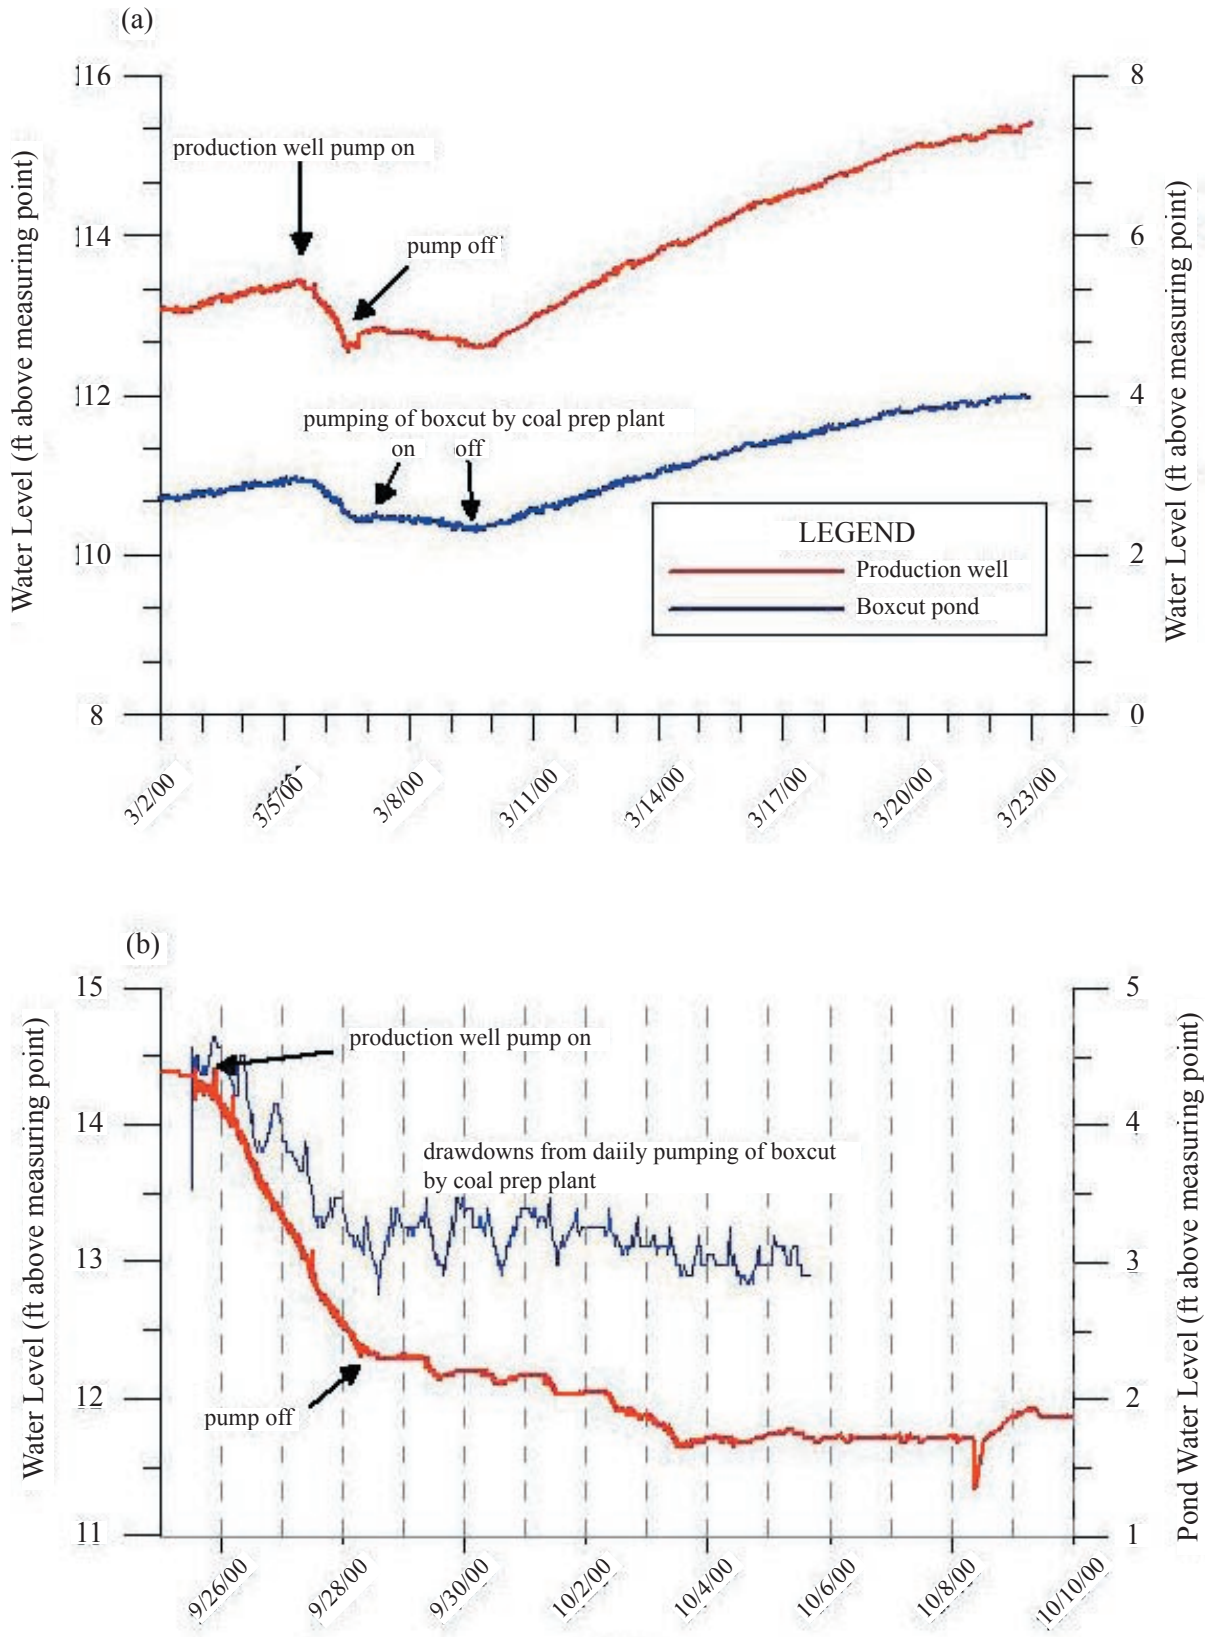 (a)
116
114
112
110
8
Water Level (ft above measuring point)
8
6
4
2
0
Water Level (ft above measuring point)
production well pump on
pump off
pumping of boxcut by coal prep plant
on off
LEGEND
Production well
Boxcut pond
3/2/00
3/5/00
3/8/00
3/11/00
3/14/00
3/17/00
3/20/00
3/23/00
(b)
15
14
13
12
11
Water Level (ft above measuring point)
5
4
3
2
1
Pond Water Level (ft above measuring point)
production well pump on
drawdowns from daiily pumping of boxcut
by coal prep plant
pump off
9/26/00
9/28/00
9/30/00
10/2/00
10/4/00
10/6/00
10/8/00
10/10/00